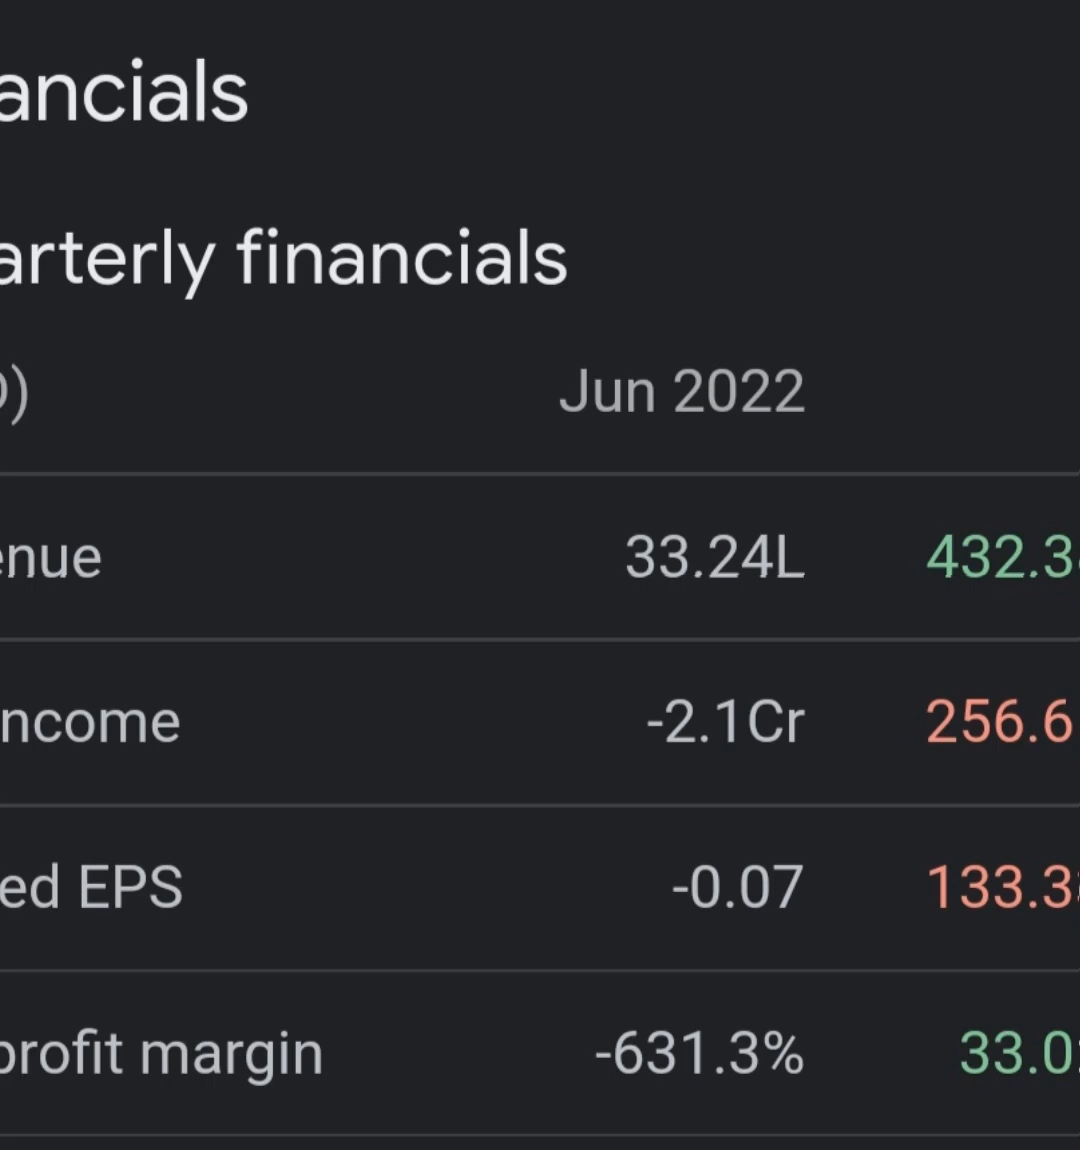 ancials
arterly financials
) Jun 2022
enue 33.24L 432.3
ncome -2.1Cr 256.6
ed EPS -0.07 133.3
profit margin -631.3% 33.0